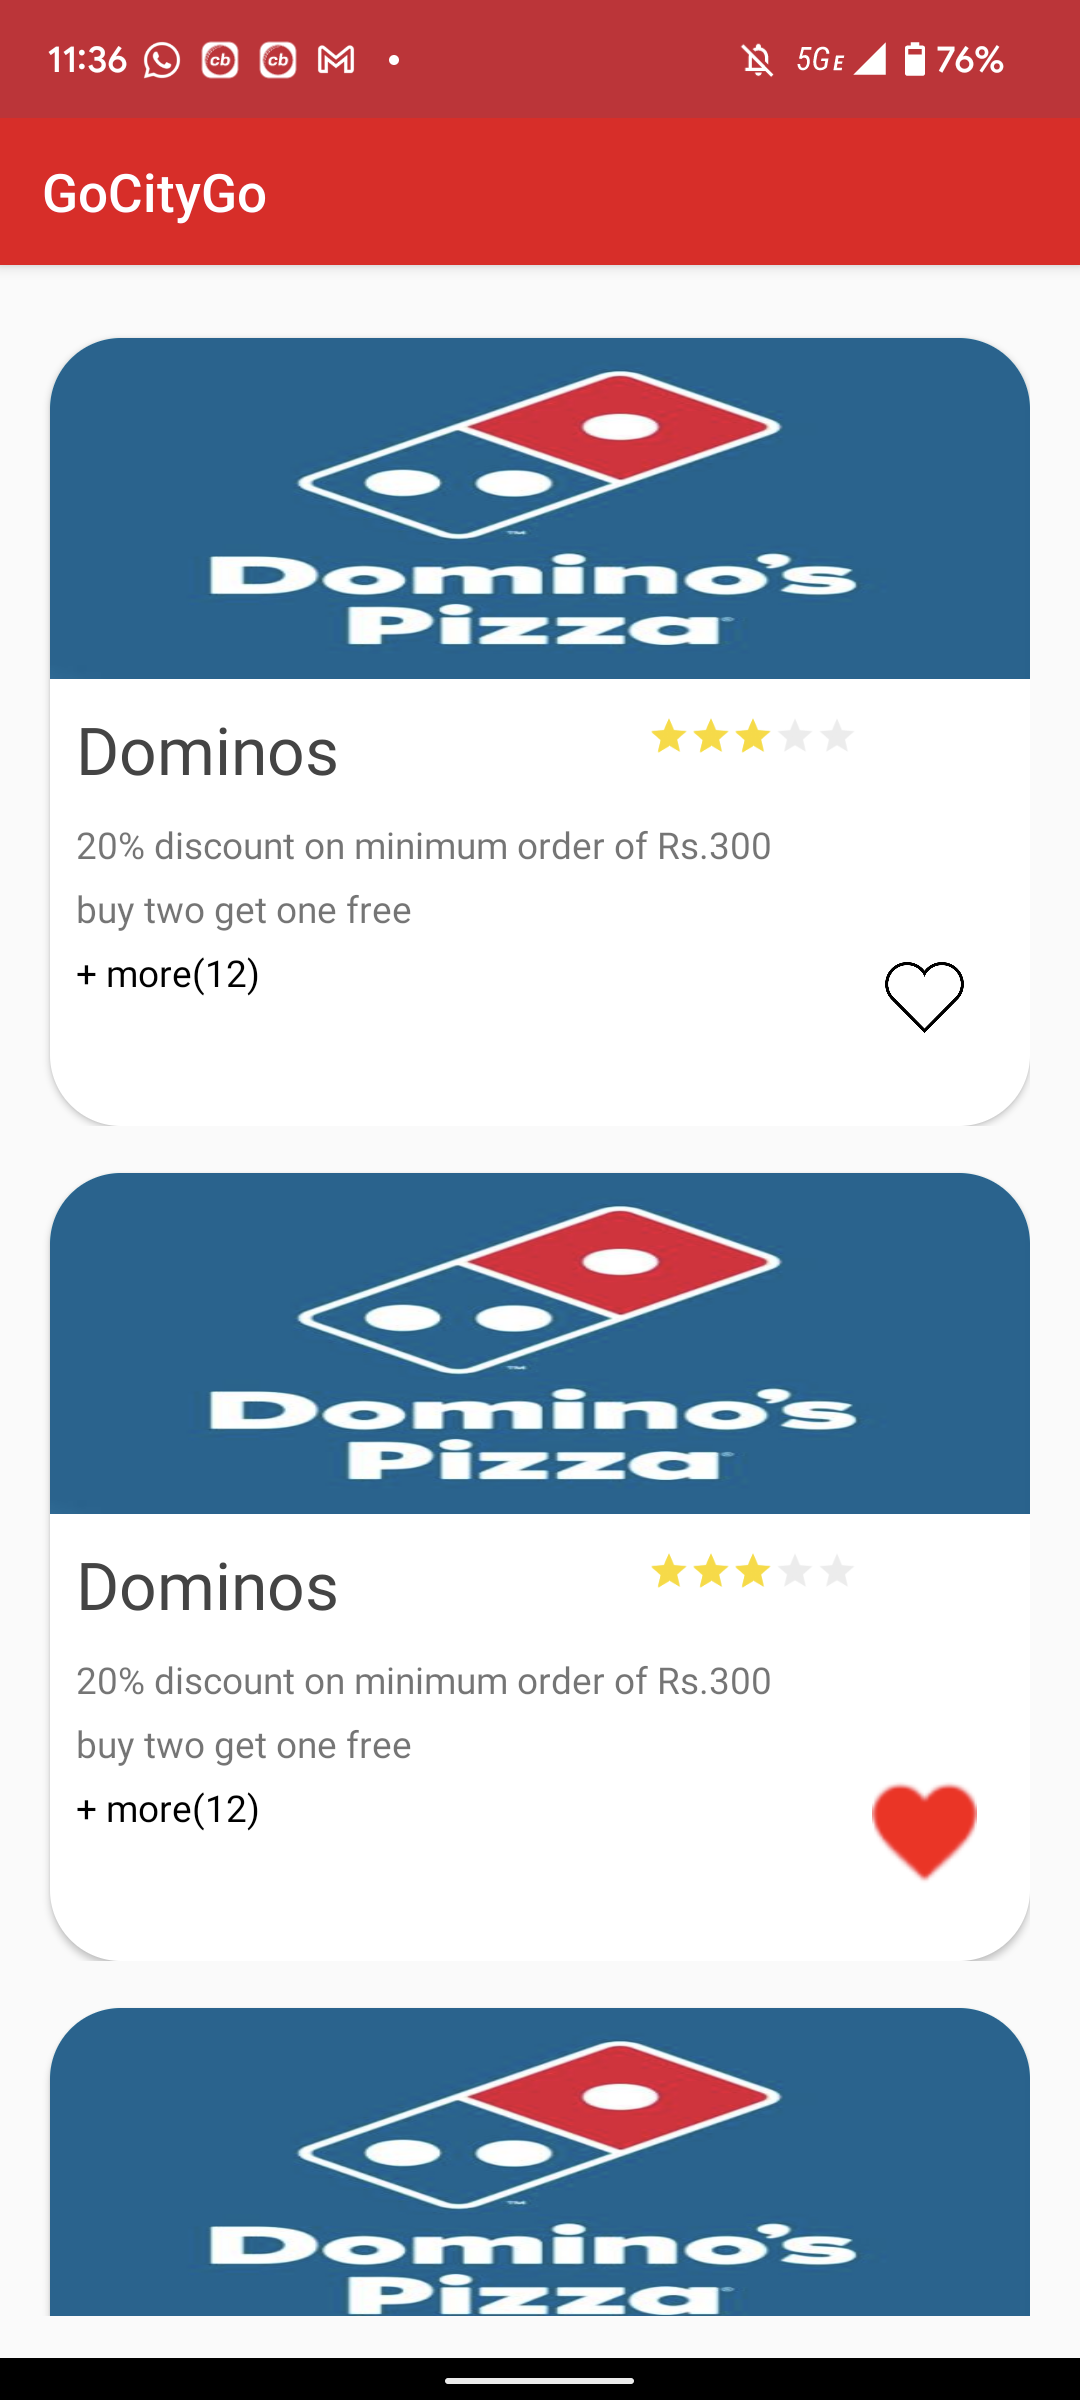 11:36 cb cb 5GE 76%
GoCityGo
Domino's
Pizza
Dominos
20% discount on minimum order of Rs.300
buy two get one free
+ more(12)
Domino's
Pizza
Dominos
20% discount on minimum order of Rs.300
buy two get one free
+ more(12)
Domino's
Pizza